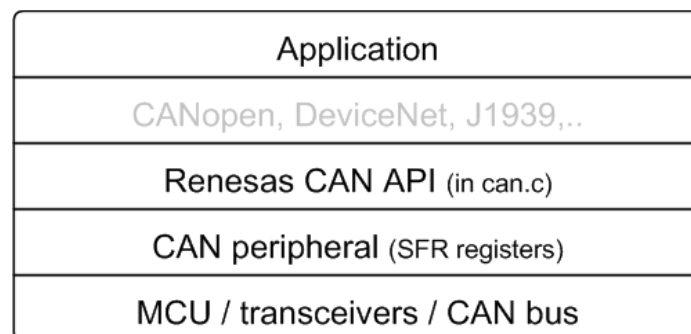 Application
CANopen, DeviceNet, J1939,..
Renesas CAN API (in can.c)
CAN peripheral (SFR registers)
MCU / transceivers / CAN bus